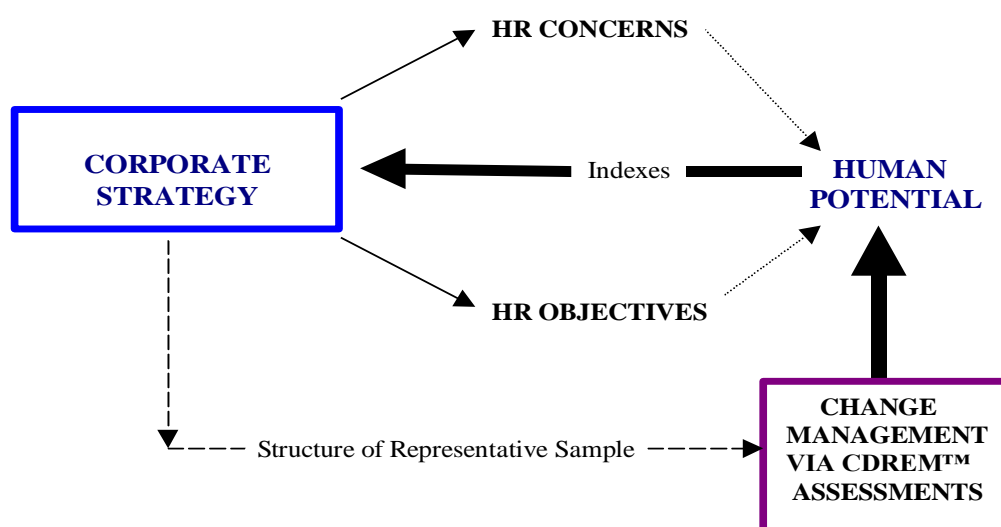 HR CONCERNS
CORPORATE
STRATEGY
Indexes
HUMAN
POTENTIAL
HR OBJECTIVES
Structure of Representative Sample
CHANGE
MANAGEMENT
VIA CDREM™
ASSESSMENTS